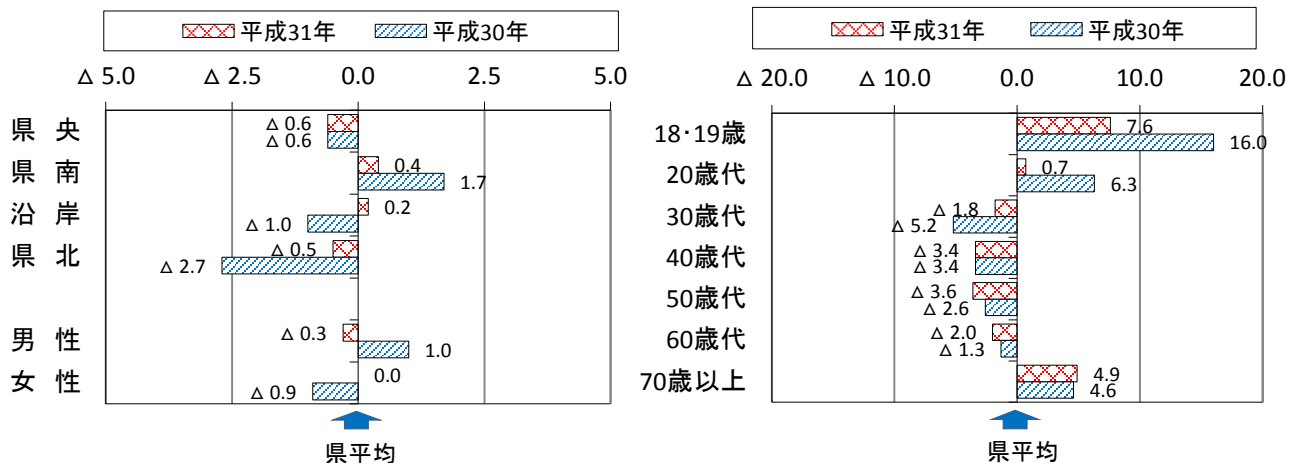 平成31年 平成30年
△ 5.0 △ 2.5 0.0 2.5 5.0
県 央 △ 0.6
△ 0.6
県 南 0.4
1.7
沿 岸 0.2
△ 1.0
県 北 △ 0.5
△ 2.7
男 性 △ 0.3
1.0
女 性 0.0
△ 0.9
県平均
平成31年 平成30年
△ 20.0 △ 10.0 0.0 10.0 20.0
18･19歳 7.6
16.0
20歳代 0.7
6.3
30歳代 △ 1.8
△ 5.2
40歳代 △ 3.4
△ 3.4
50歳代 △ 3.6
△ 2.6
60歳代 △ 2.0
△ 1.3
70歳以上 4.9
4.6
県平均